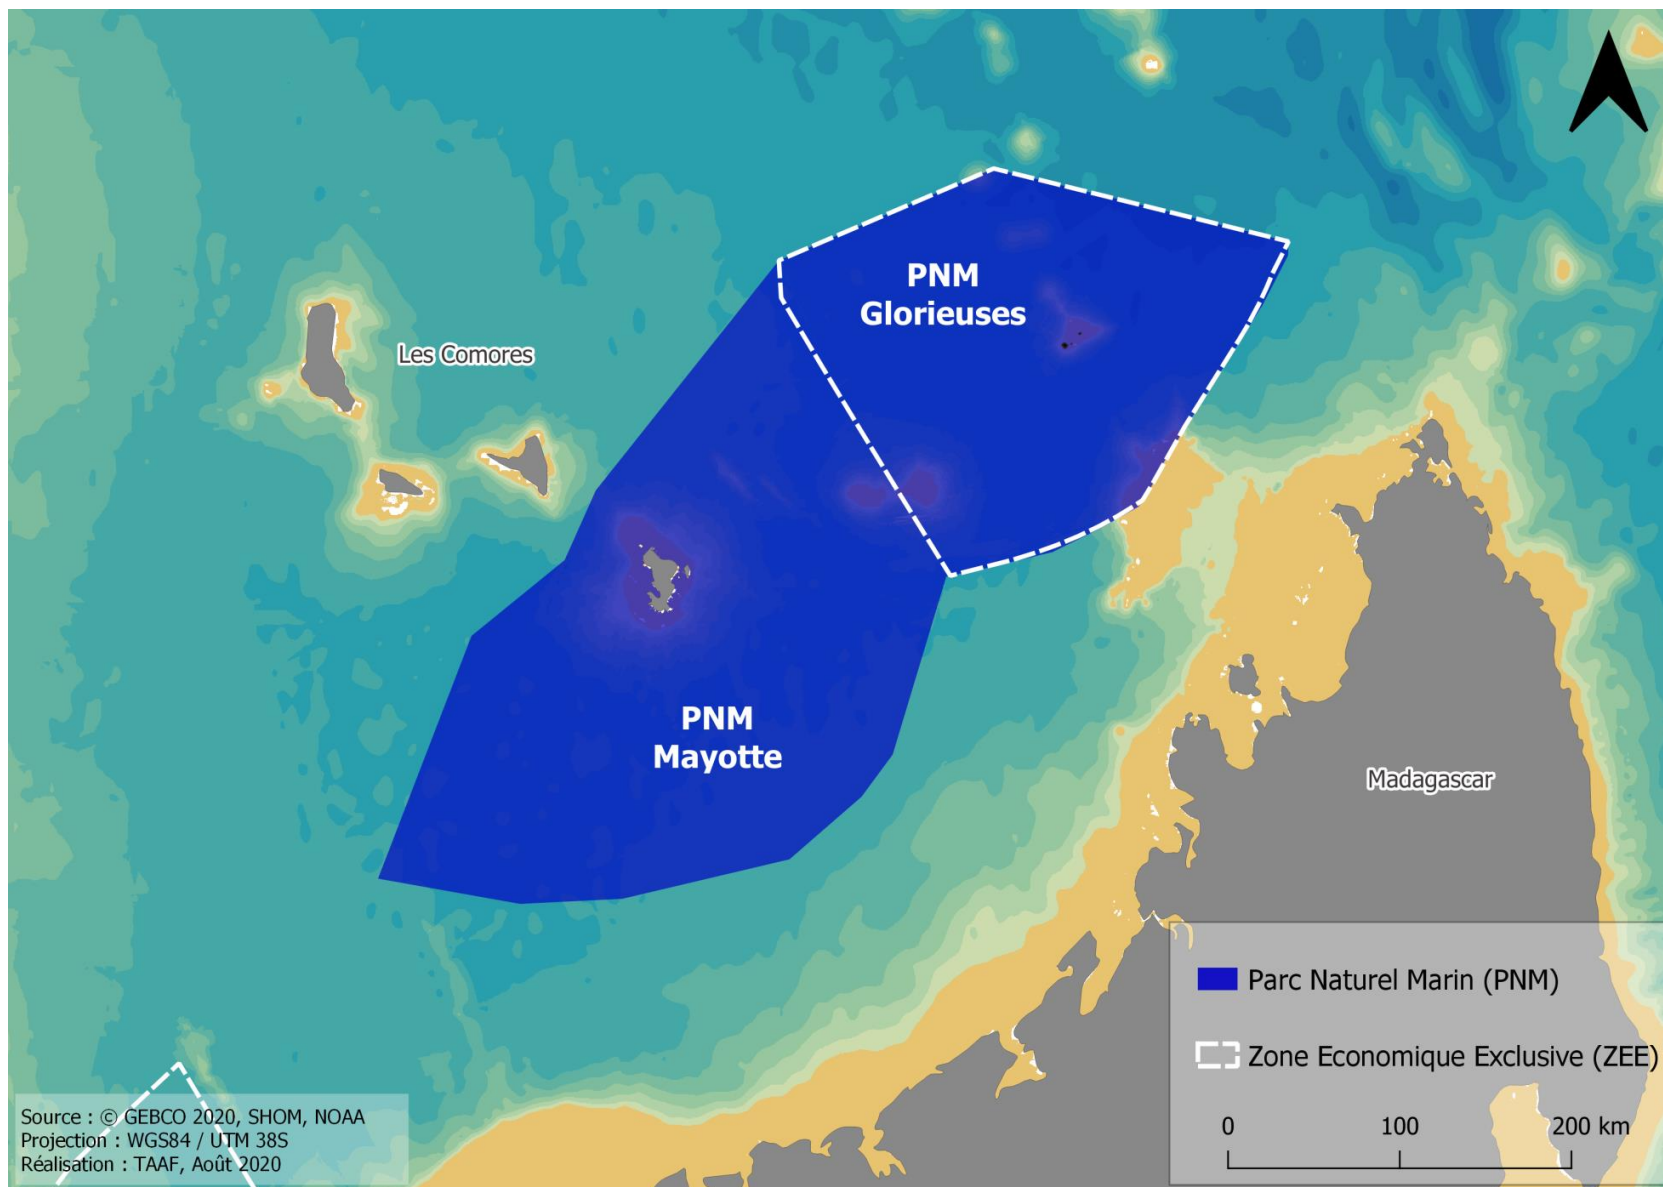 PNM
Glorieuses
Les Comores
PNM
Mayotte
Madagascar
Parc Naturel Marin (PNM)
Zone Economique Exclusive (ZEE)
0 100 200 km
Source : © GEBCO 2020, SHOM, NOAA
Projection : WGS84 / UTM 38S
Réalisation : TAAF, Août 2020